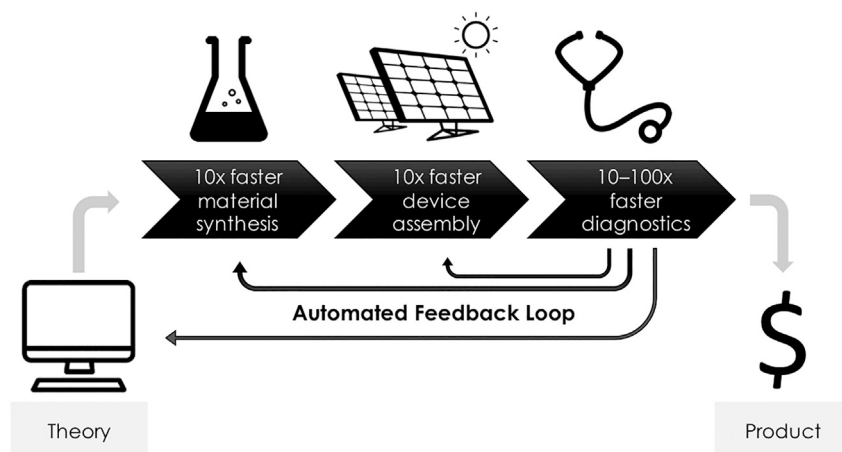 10x faster
material
synthesis
10x faster
device
assembly
10–100x
faster
diagnostics
Automated Feedback Loop
Theory
$
Product